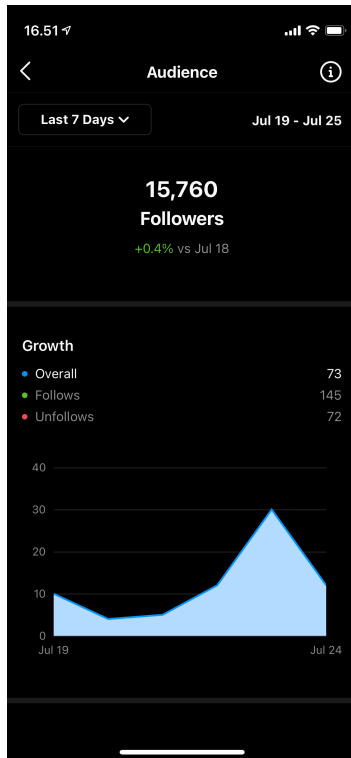 16.51
Audience
Last 7 Days
Jul 19 - Jul 25
15,760
Followers
+0.4% vs Jul 18
Growth
Overall 73
Follows 145
Unfollows 72
40
30
20
10
0
Jul 19 Jul 24